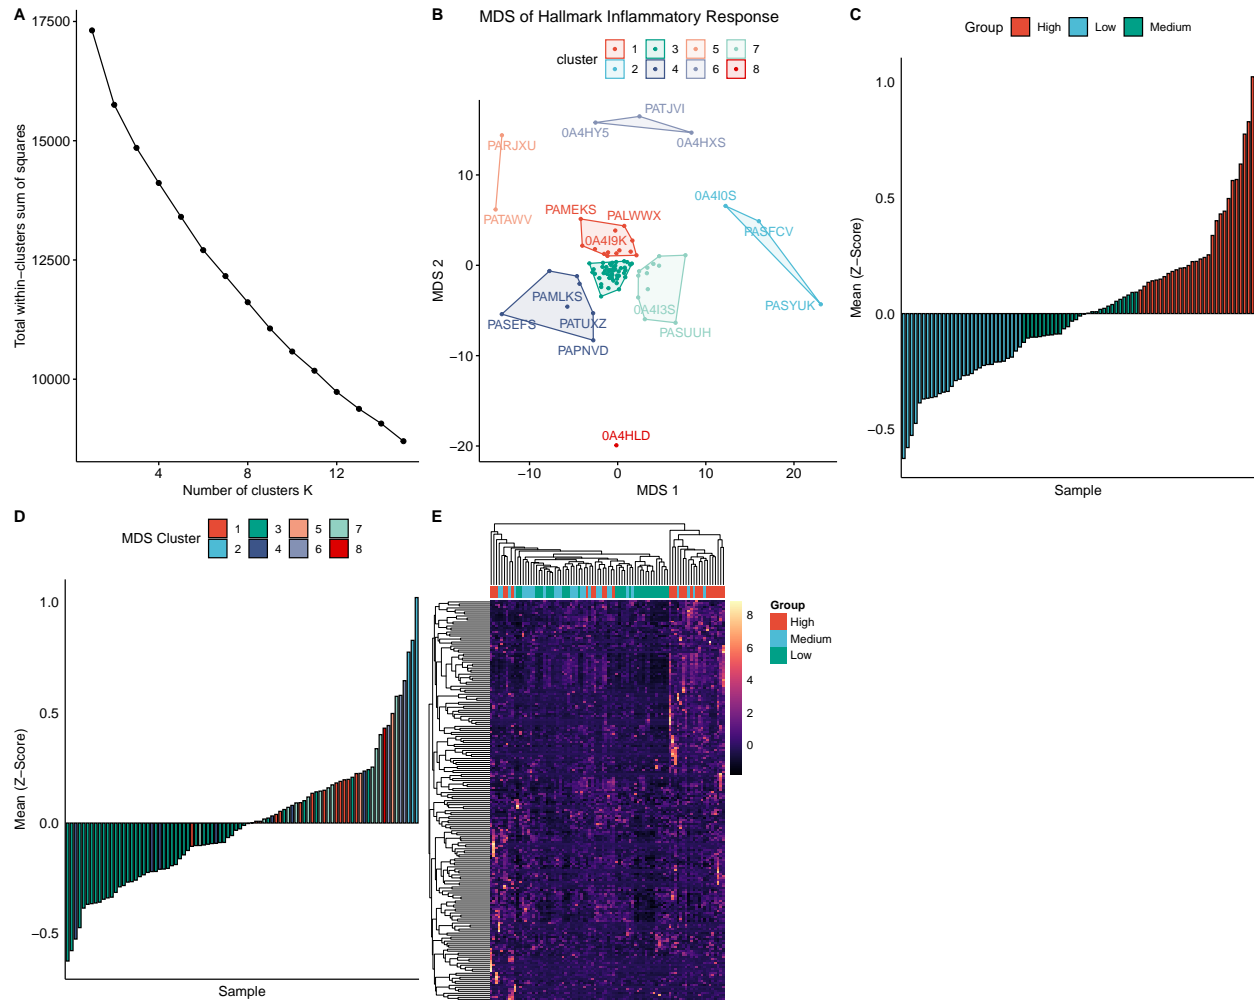 A
Total within−clusters sum of squares
17500
15000
12500
10000
4
8
12
Number of clusters K
B
MDS of Hallmark Inflammatory Response
cluster
1
3
5
7
2
4
6
8
MDS 2
10
0
−10
−20
−10
0
10
20
MDS 1
PATJVI
0A4HY5
0A4HXS
PARJXU
PATAWV
PAMEKS
PALWWX
0A4I9K
0A4I0S
PASFCV
PASYUK
PAMLKS
PASEFS
PATUXZ
PAPNVD
0A4I3S
PASUUH
0A4HLD
C
Group
High
Low
Medium
Mean (Z−Score)
1.0
0.5
0.0
−0.5
Sample
D
MDS Cluster
1
3
5
7
2
4
6
8
Mean (Z−Score)
1.0
0.5
0.0
−0.5
Sample
E
8
6
4
2
0
Group
High
Medium
Low